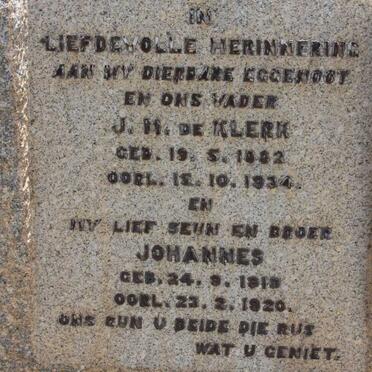 IN
LIEFDEVOLLE HERINNERING
AAN MY DIERBARE EGGENOOT
EN ONS VADER
J. H. DE KLERK
GEB. 19. 5. 1882
OORL. 12. 10. 1934.
EN
MY LIEF SEUN EN BROER
JOHANNES
GEB. 24. 9. 1919
OORL. 23. 2. 1920.
ONS GUN U BEIDE DIE RUS
WAT U GENIET.